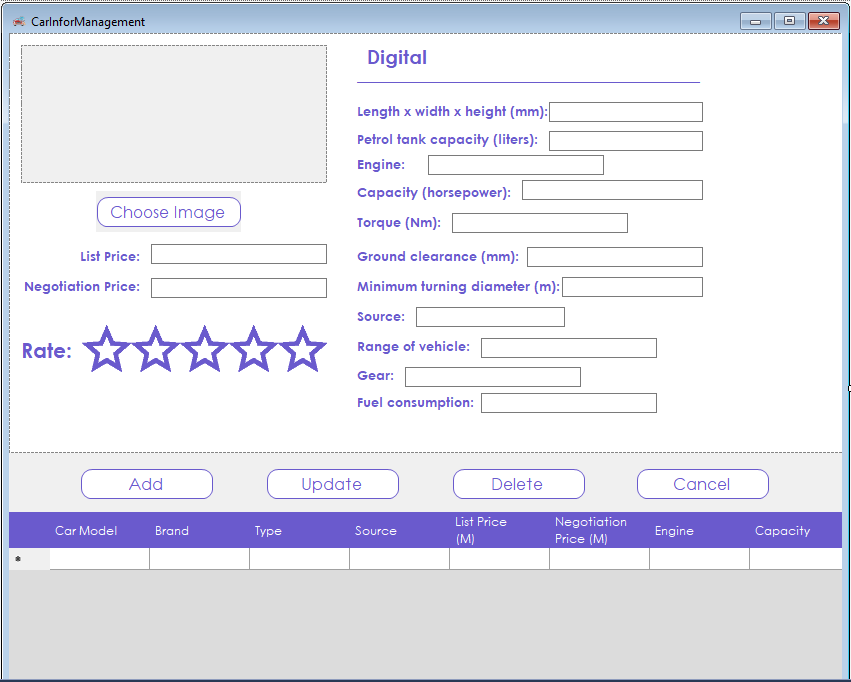 CarInforManagement
Digital
Length x width x height (mm):
Petrol tank capacity (liters):
Engine:
Capacity (horsepower):
Choose Image
Torque (Nm):
List Price:
Ground clearance (mm):
Negotiation Price:
Minimum turning diameter (m):
Source:
Rate:
Range of vehicle:
Gear:
Fuel consumption:
Add Update Delete Cancel
Car Model Brand Type Source List Price (M) Negotiation Price (M) Engine Capacity